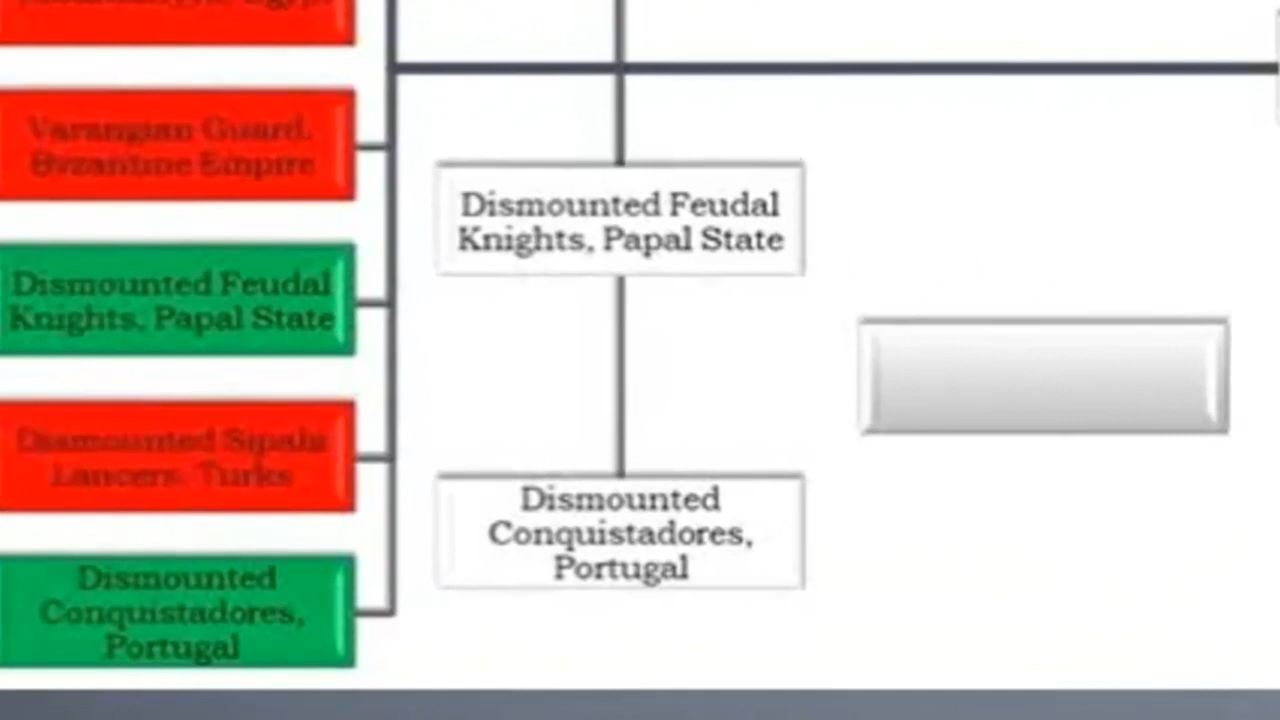 Varangian Guard,
Byzantine Empire
Dismounted Feudal
Knights, Papal State
Dismounted Sipahi
Lancers, Turks
Dismounted
Conquistadores,
Portugal
Dismounted Feudal
Knights, Papal State
Dismounted
Conquistadores,
Portugal